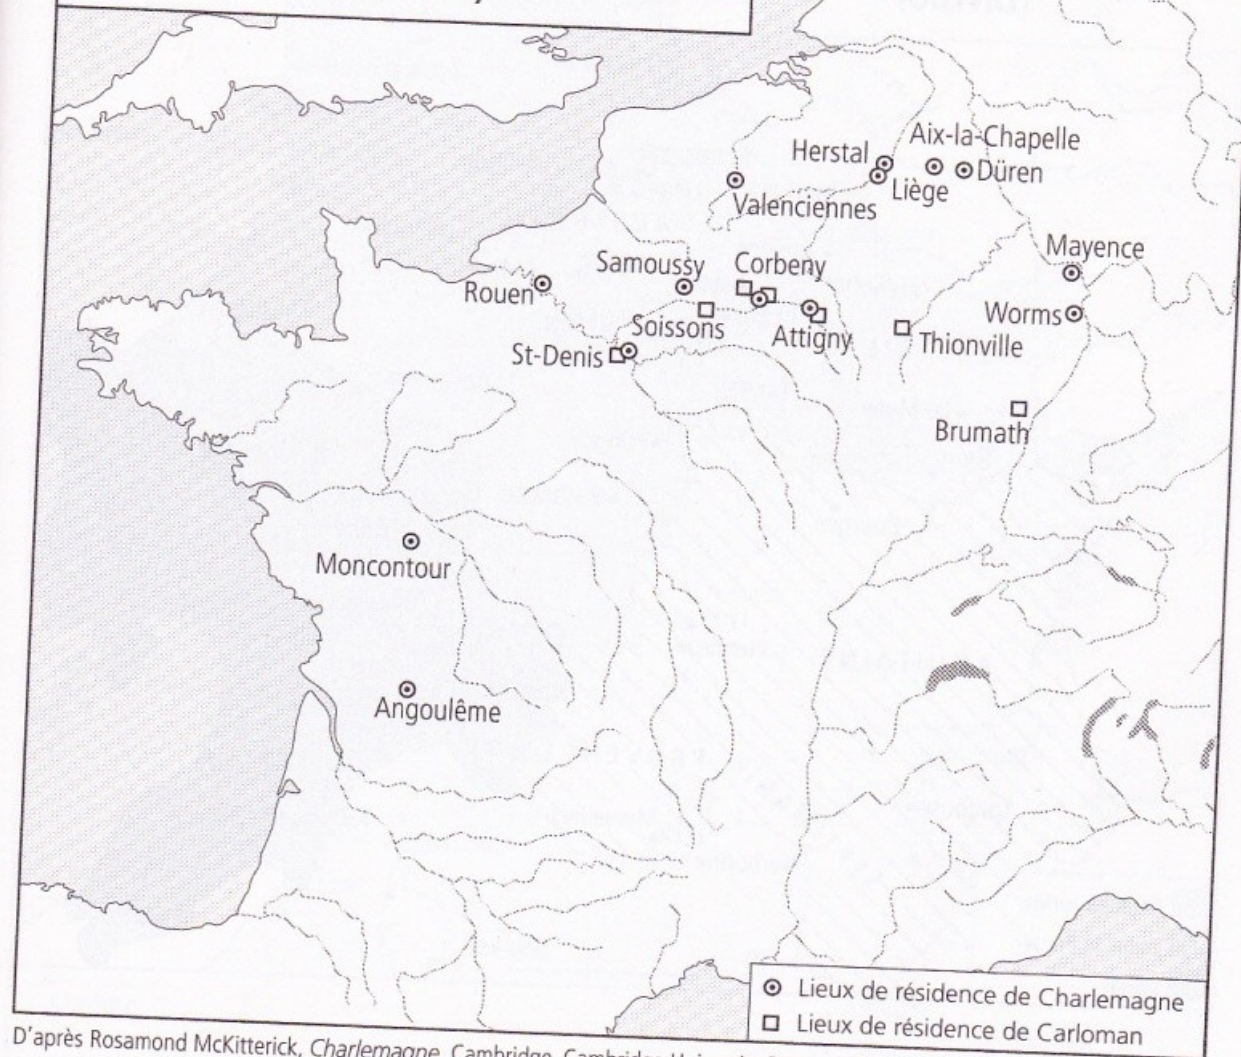 Herstal
Aix-la-Chapelle
Düren
Liège
Valenciennes
Samoussy
Corbeny
Mayence
Rouen
Soissons
Attigny
Worms
Thionville
St-Denis
Brumath
Moncontour
Angoulême
Lieux de résidence de Charlemagne
Lieux de résidence de Carloman
D'après Rosamond McKitterick, Charlemagne, Cambridge, Cambridge